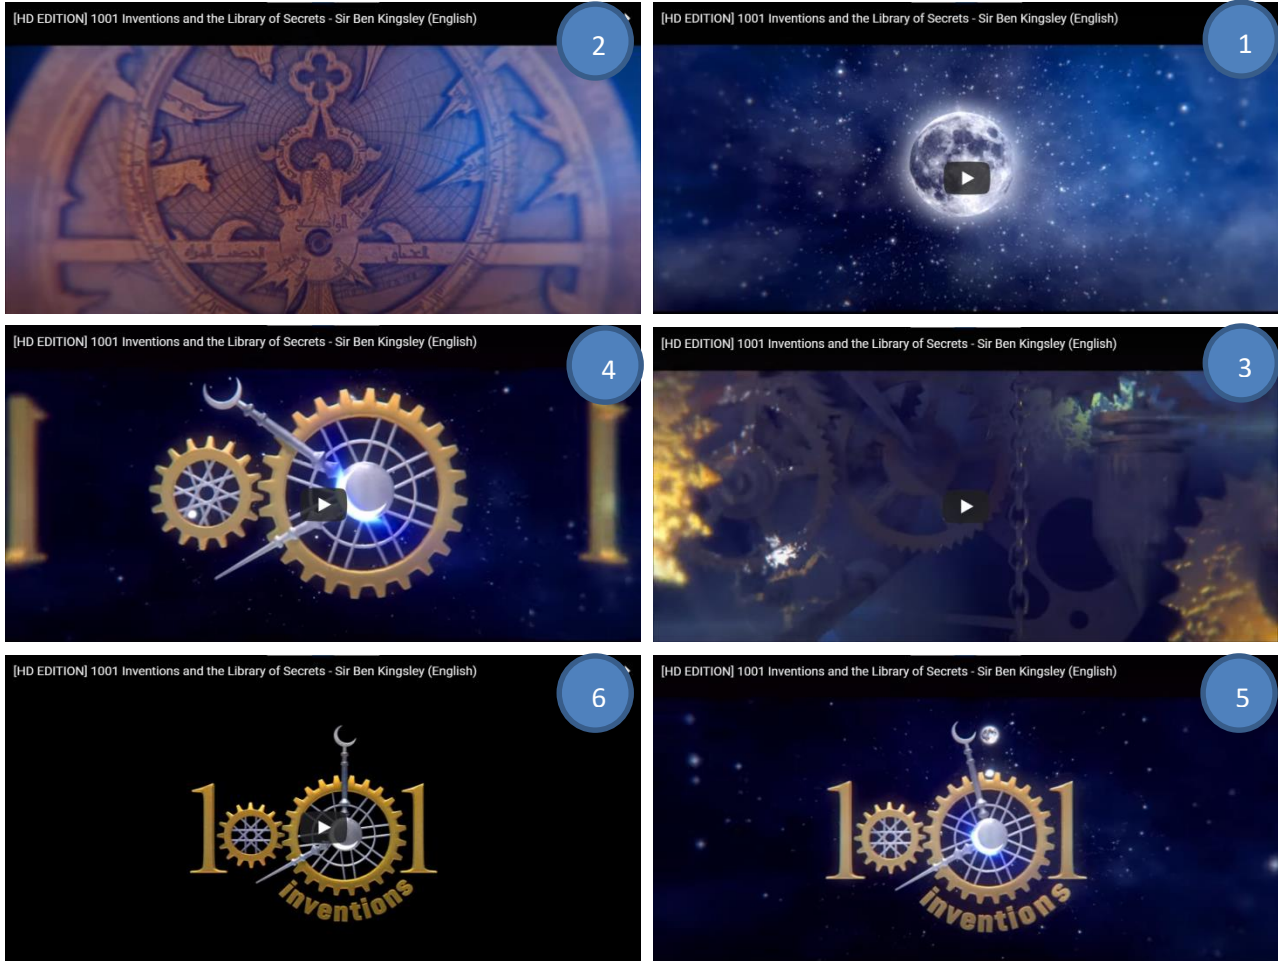 [HD EDITION] 1001 Inventions and the Library of Secrets - Sir Ben Kingsley (English)
2
[HD EDITION] 1001 Inventions and the Library of Secrets - Sir Ben Kingsley (English)
1
[HD EDITION] 1001 Inventions and the Library of Secrets - Sir Ben Kingsley (English)
4
1 1
[HD EDITION] 1001 Inventions and the Library of Secrets - Sir Ben Kingsley (English)
3
[HD EDITION] 1001 Inventions and the Library of Secrets - Sir Ben Kingsley (English)
6
1001
inventions
[HD EDITION] 1001 Inventions and the Library of Secrets - Sir Ben Kingsley (English)
5
1001
inventions